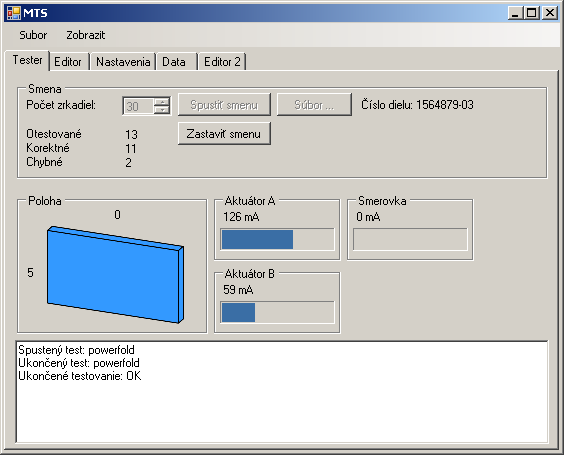 MTS
Subor Zobrazit
Tester Editor Nastavenia Data Editor 2
Smena
Počet zrkadiel: 30 Spustiť smenu Súbor ... Číslo dielu: 1564879-03
Otestované 13 Zastaviť smenu
Korektné 11
Chybné 2
Poloha Aktuátor A Smerovka
0 126 mA 0 mA
5
Aktuátor B
59 mA
Spustený test: powerfold
Ukončený test: powerfold
Ukončené testovanie: OK